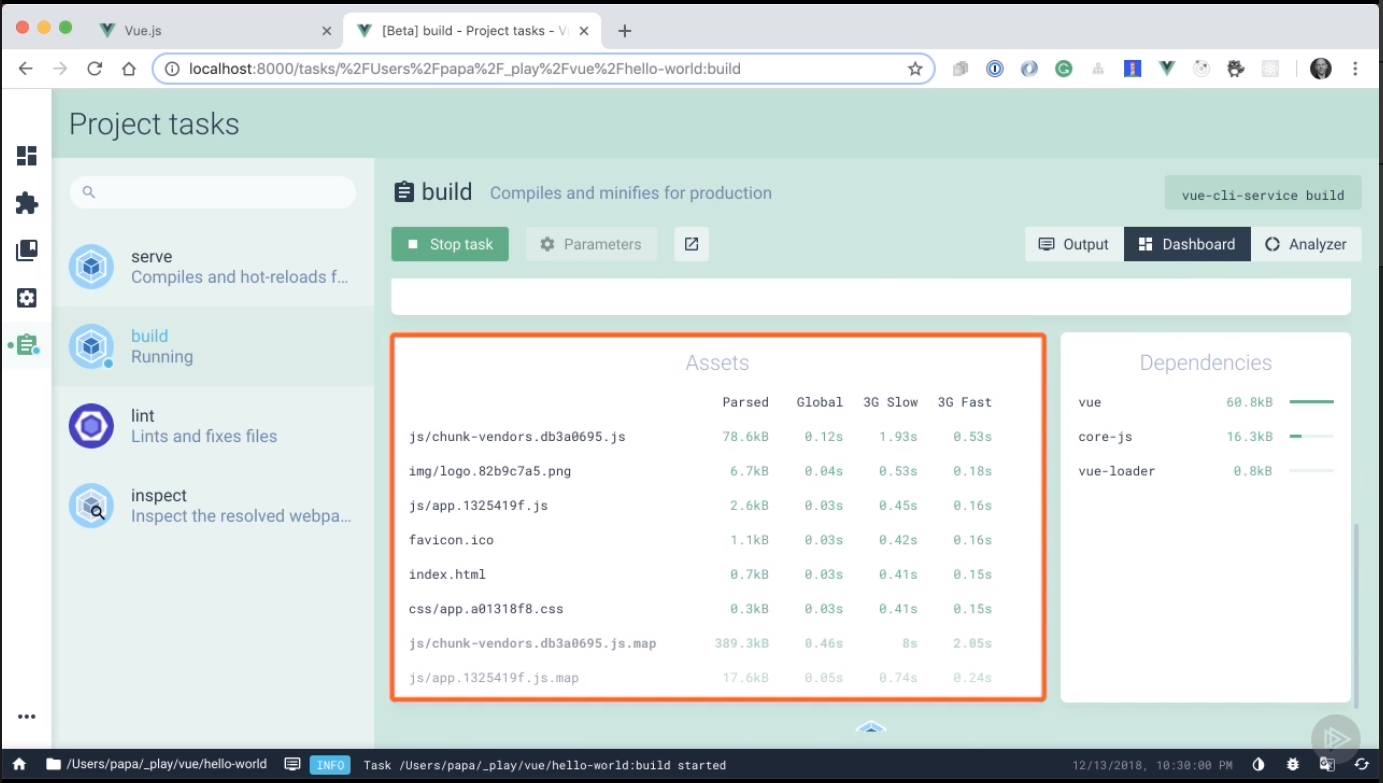 Vue.js
[Beta] build - Project tasks - V
localhost:8000/tasks/%2FUsers%2Fpapa%2F_play%2Fvue%2Fhello-world:build
Project tasks
serve
Compiles and hot-reloads f...
build
Running
lint
Lints and fixes files
inspect
Inspect the resolved webpa...
build Compiles and minifies for production
vue-cli-service build
Stop task Parameters
Output Dashboard Analyzer
Assets
Parsed Global 3G Slow 3G Fast
js/chunk-vendors.db3a0695.js 78.6kB 0.12s 1.93s 0.53s
img/logo.82b9c7a5.png 6.7kB 0.04s 0.53s 0.18s
js/app.1325419f.js 2.6kB 0.03s 0.45s 0.16s
favicon.ico 1.1kB 0.03s 0.42s 0.16s
index.html 0.7kB 0.03s 0.41s 0.15s
css/app.a01318f8.css 0.3kB 0.03s 0.41s 0.15s
js/chunk-vendors.db3a0695.js.map 389.3kB 0.46s 8s 2.05s
js/app.1325419f.js.map 17.6kB 0.05s 0.74s 0.24s
Dependencies
vue 60.8kB
core-js 16.3kB
vue-loader 0.8kB
/Users/papa/_play/vue/hello-world
INFO Task /Users/papa/_play/vue/hello-world:build started
12/13/2018, 10:30:00 PM